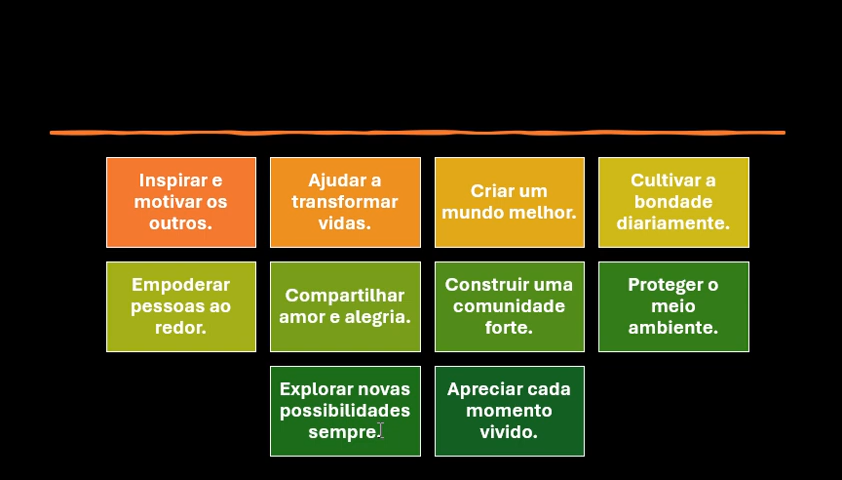 Inspirar e
motivar os
outros.
Ajudar a
transformar
vidas.
Criar um
mundo melhor.
Cultivar a
bondade
diariamente.
Empoderar
pessoas ao
redor.
Compartilhar
amor e alegria.
Construir uma
comunidade
forte.
Proteger o
meio
ambiente.
Explorar novas
possibilidades
sempre.
Apreciar cada
momento
vivido.